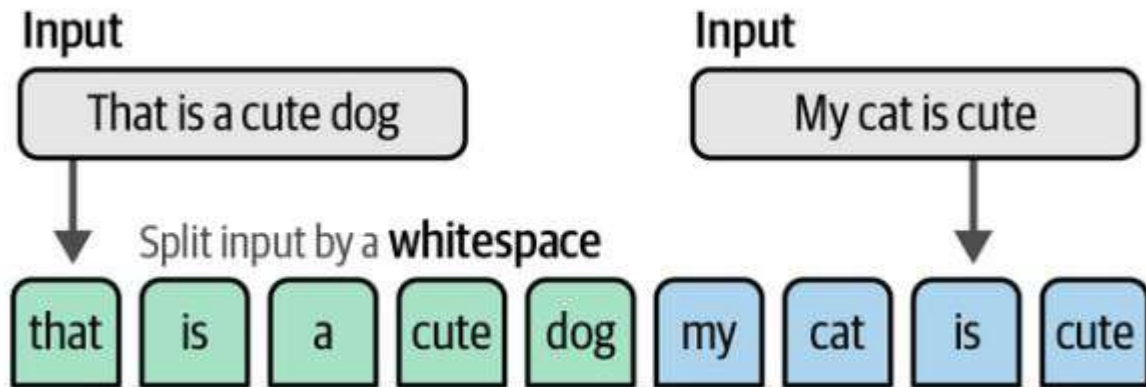 Input
Input
That is a cute dog
My cat is cute
Split input by a whitespace
that is a cute dog my cat is cute